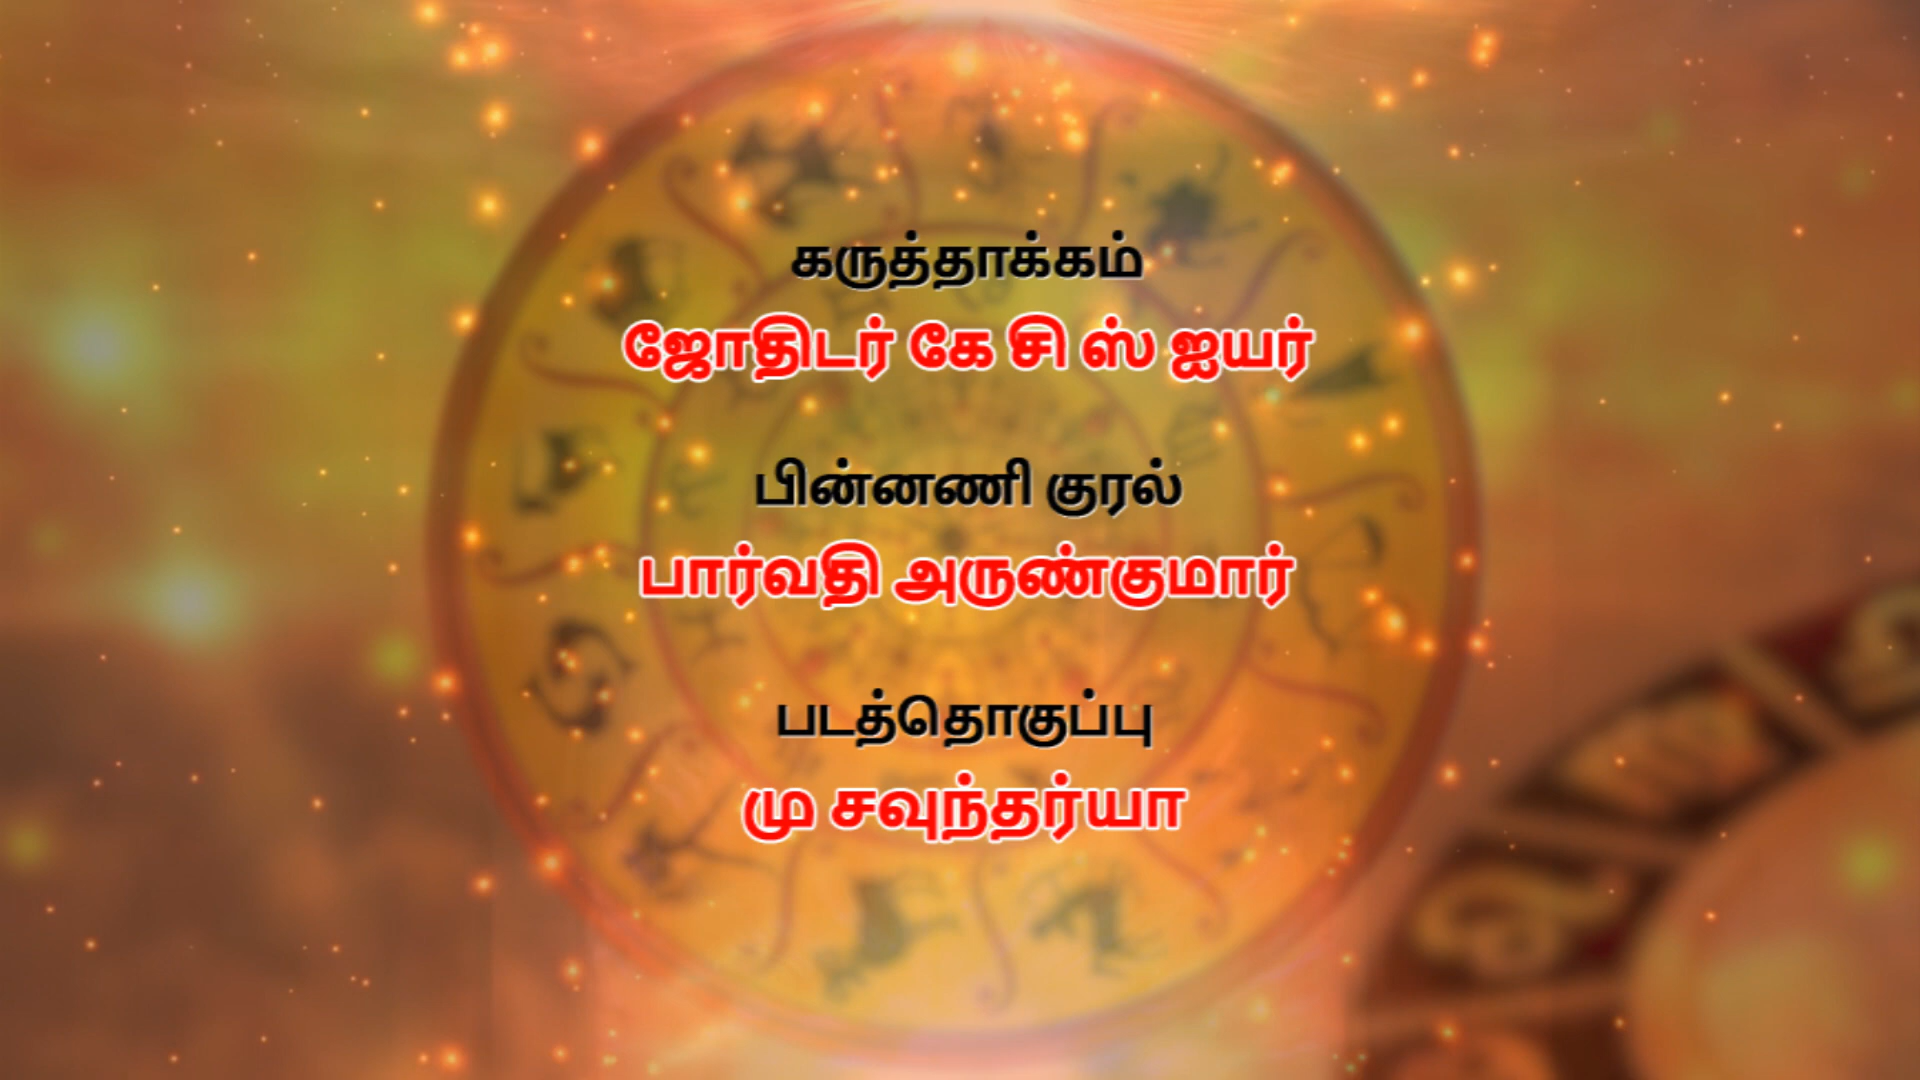 கருத்தாக்கம்
ஜோதிடர் கே சி ஸ் ஐயர்
பின்னணி குரல்
பார்வதி அருண்குமார்
படத்தொகுப்பு
மு சவுந்தர்யா